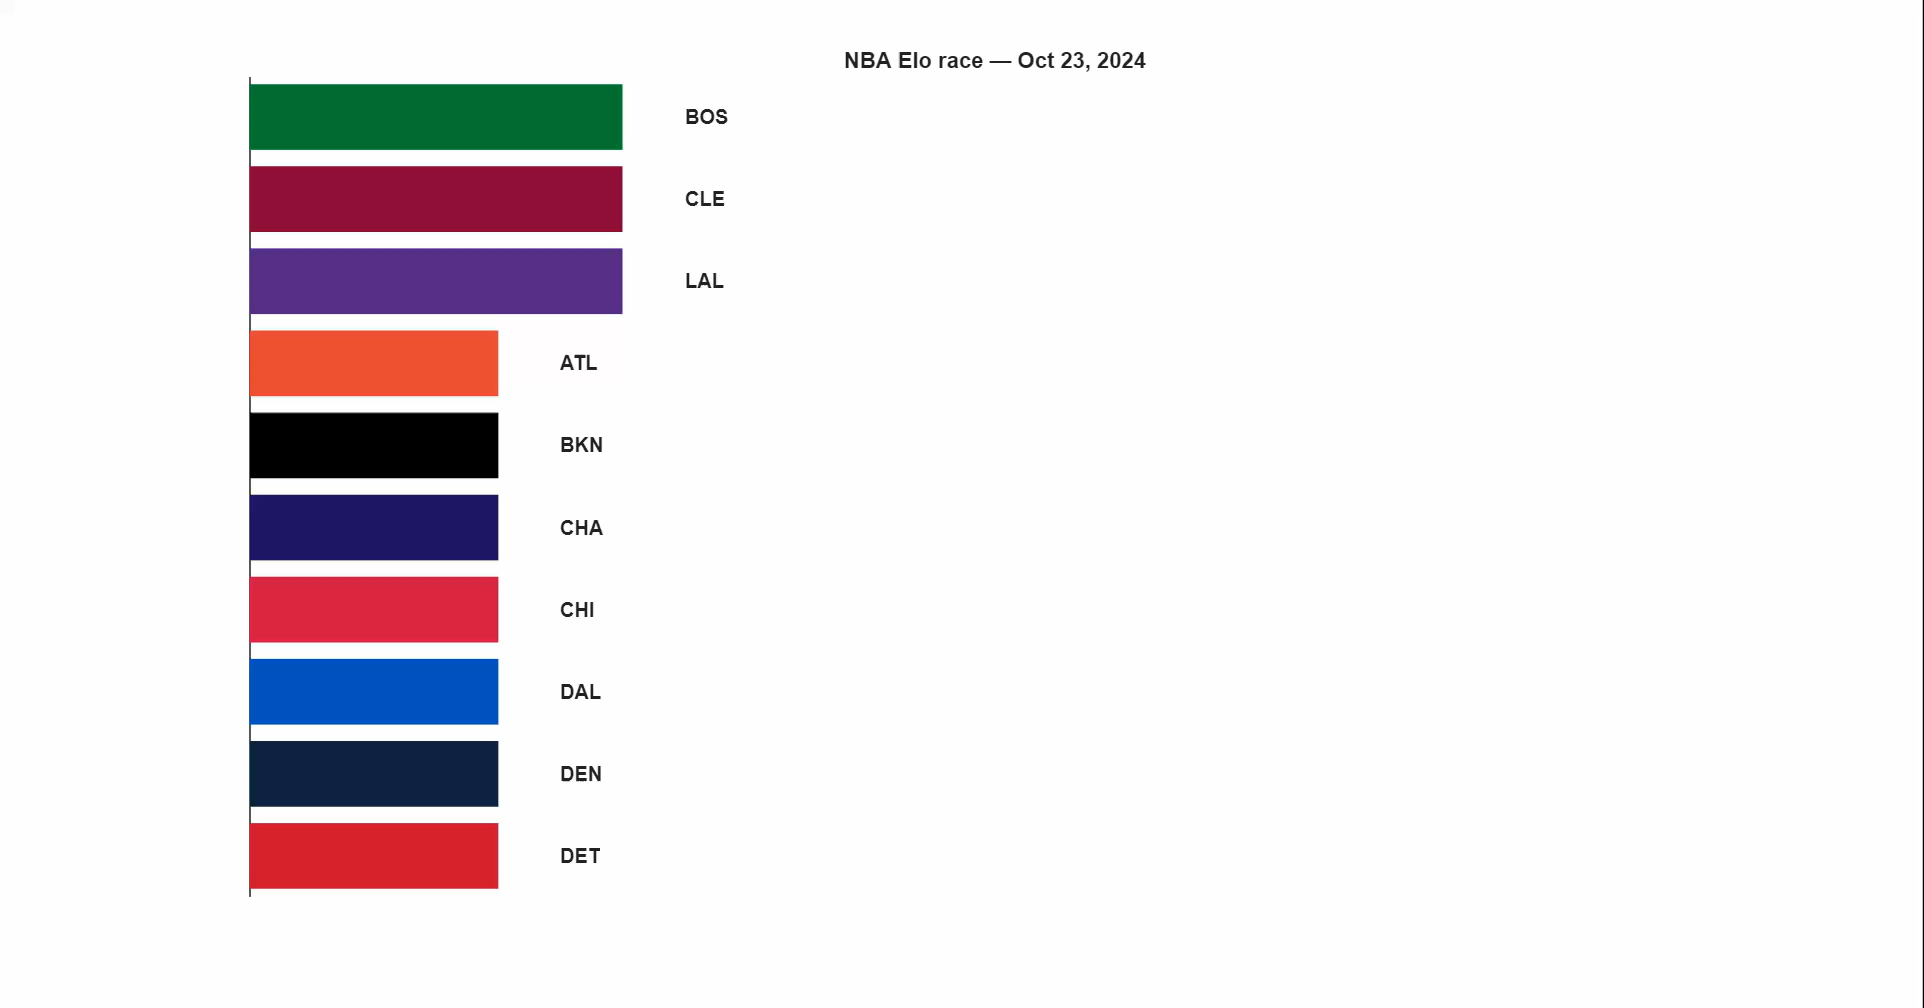 NBA Elo race — Oct 23, 2024
BOS
CLE
LAL
ATL
BKN
CHA
CHI
DAL
DEN
DET